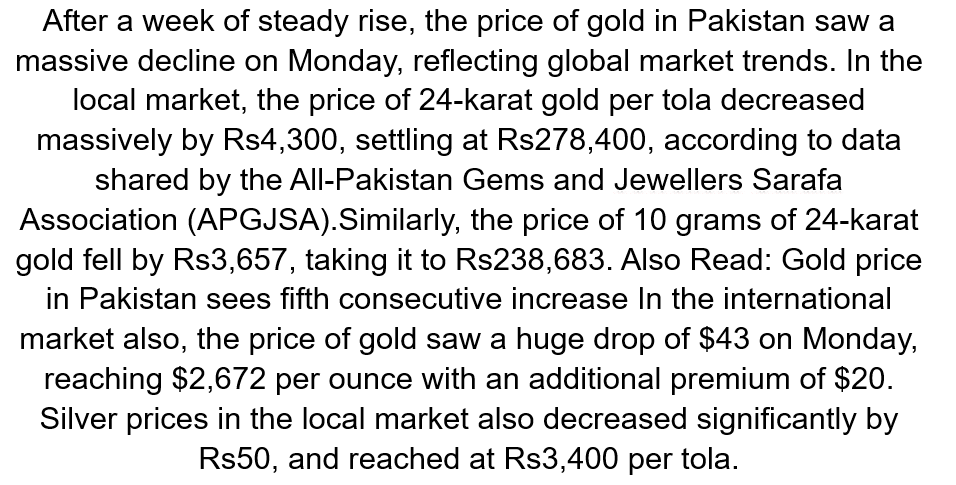 After a week of steady rise, the price of gold in Pakistan saw a
massive decline on Monday, reflecting global market trends. In the
local market, the price of 24-karat gold per tola decreased
massively by Rs4,300, settling at Rs278,400, according to data
shared by the All-Pakistan Gems and Jewellers Sarafa
Association (APGJSA).Similarly, the price of 10 grams of 24-karat
gold fell by Rs3,657, taking it to Rs238,683. Also Read: Gold price
in Pakistan sees fifth consecutive increase In the international
market also, the price of gold saw a huge drop of $43 on Monday,
reaching $2,672 per ounce with an additional premium of $20.
Silver prices in the local market also decreased significantly by
Rs50, and reached at Rs3,400 per tola.